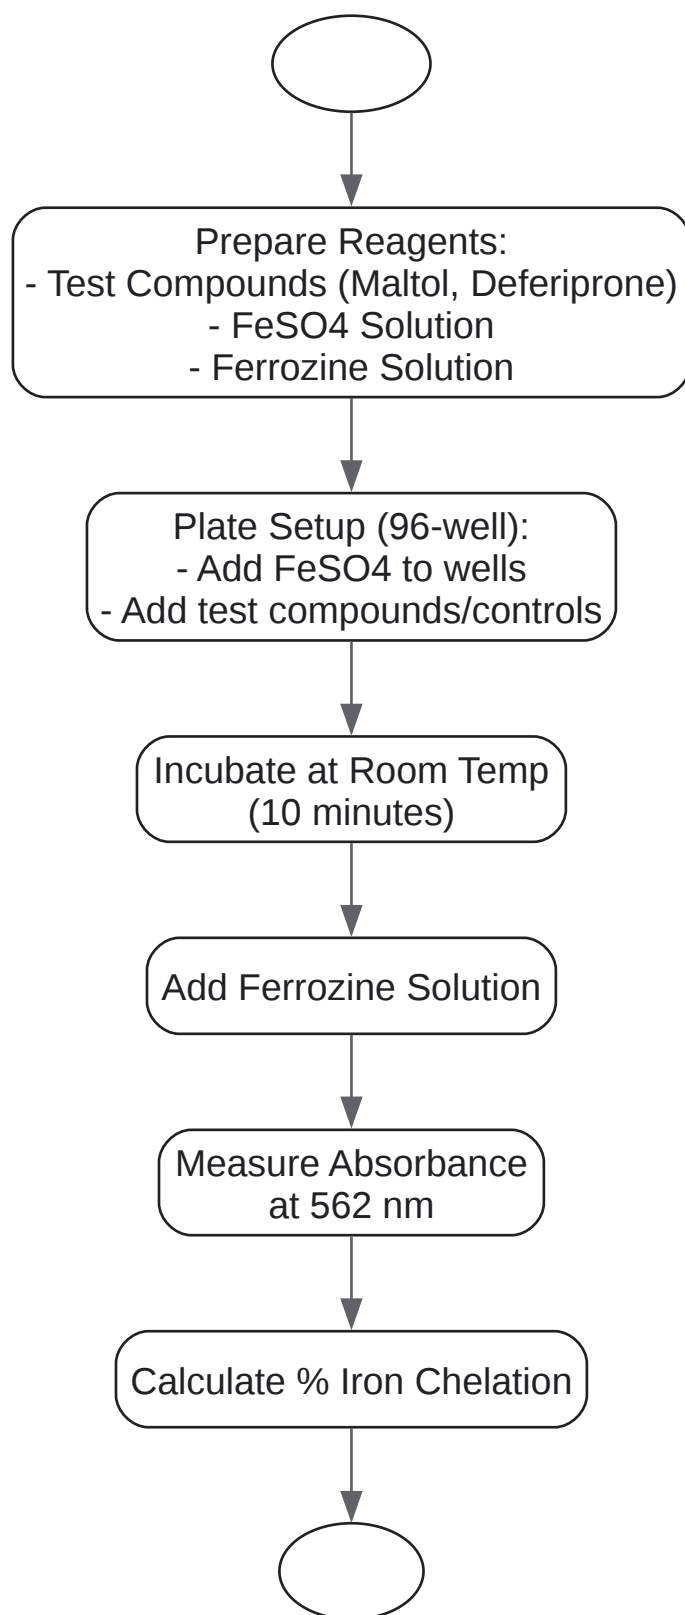 Prepare Reagents:
- Test Compounds (Maltol, Deferiprone)
- FeSO4 Solution
- Ferrozine Solution
Plate Setup (96-well):
- Add FeSO4 to wells
- Add test compounds/controls
Incubate at Room Temp
(10 minutes)
Add Ferrozine Solution
Measure Absorbance
at 562 nm
Calculate % Iron Chelation